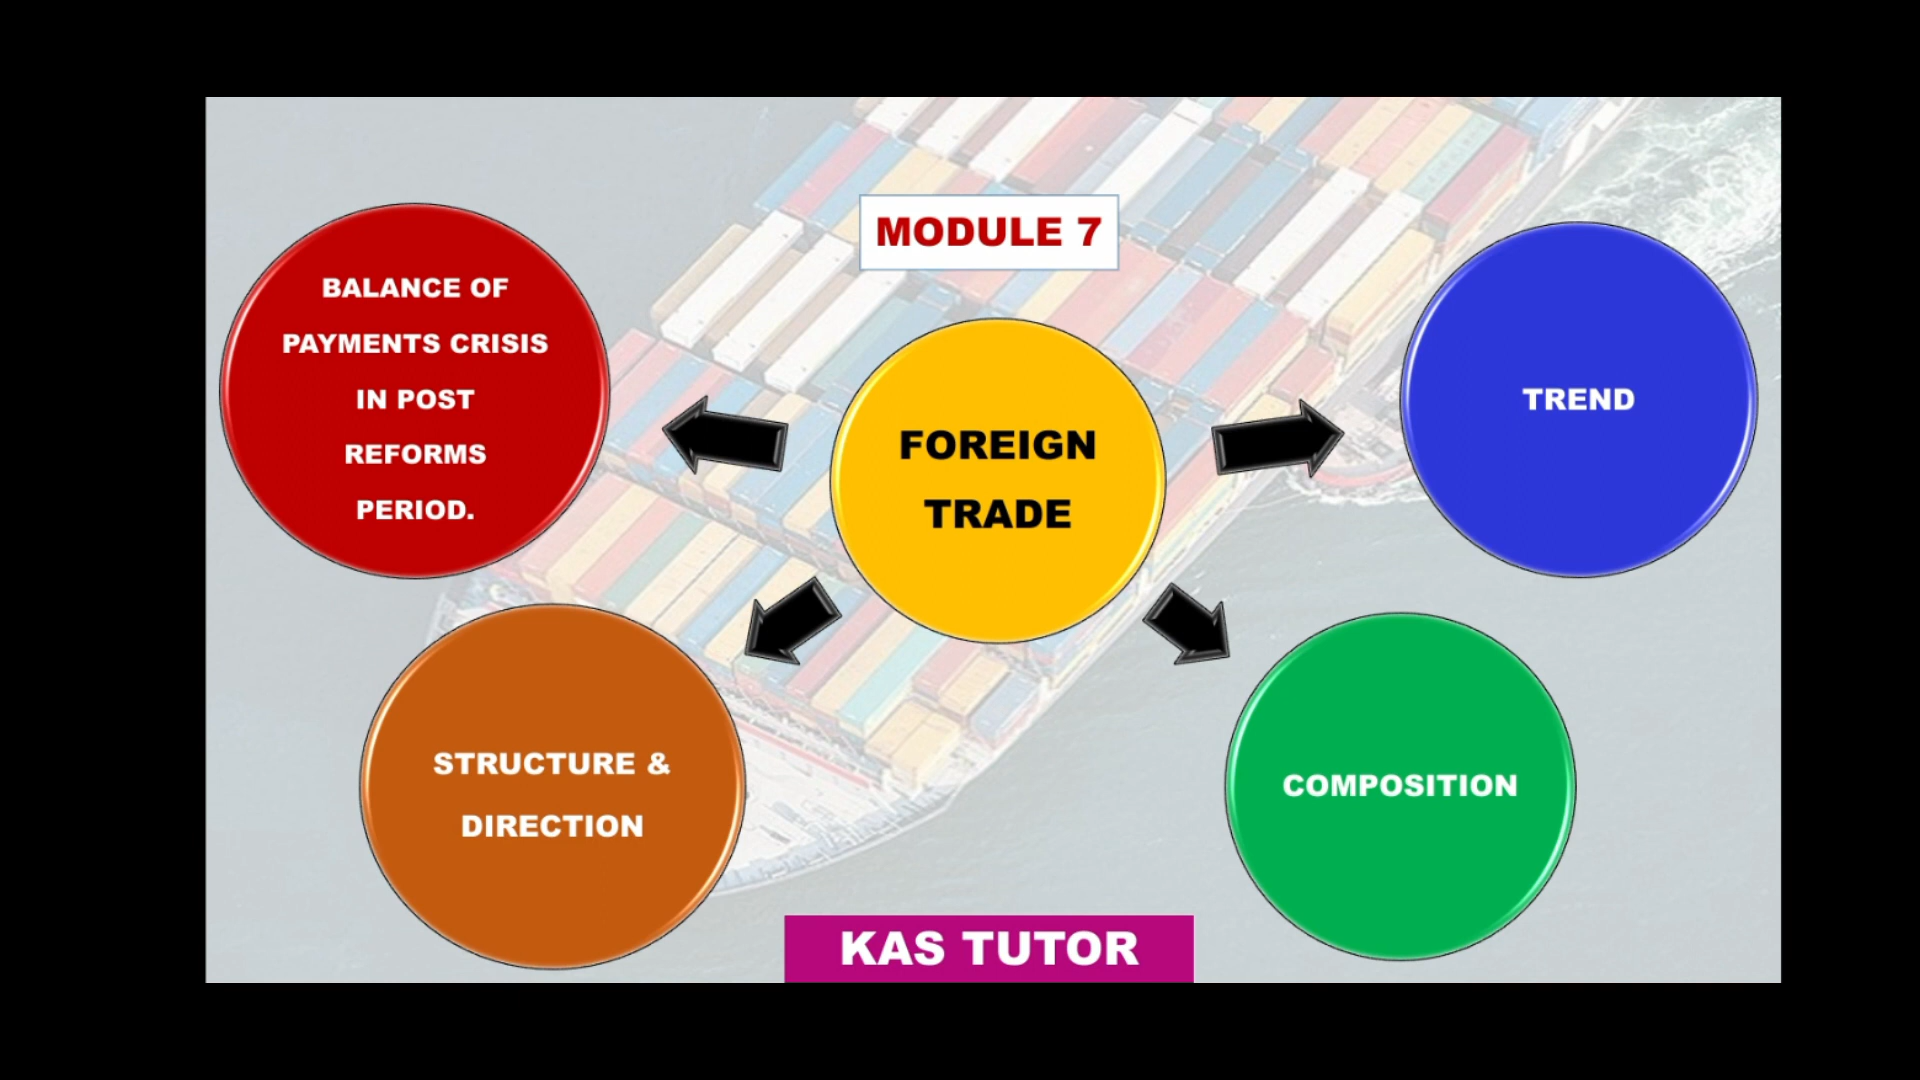 MODULE 7
BALANCE OF
PAYMENTS CRISIS
IN POST
REFORMS
PERIOD.
FOREIGN
TRADE
TREND
STRUCTURE &
DIRECTION
COMPOSITION
KAS TUTOR